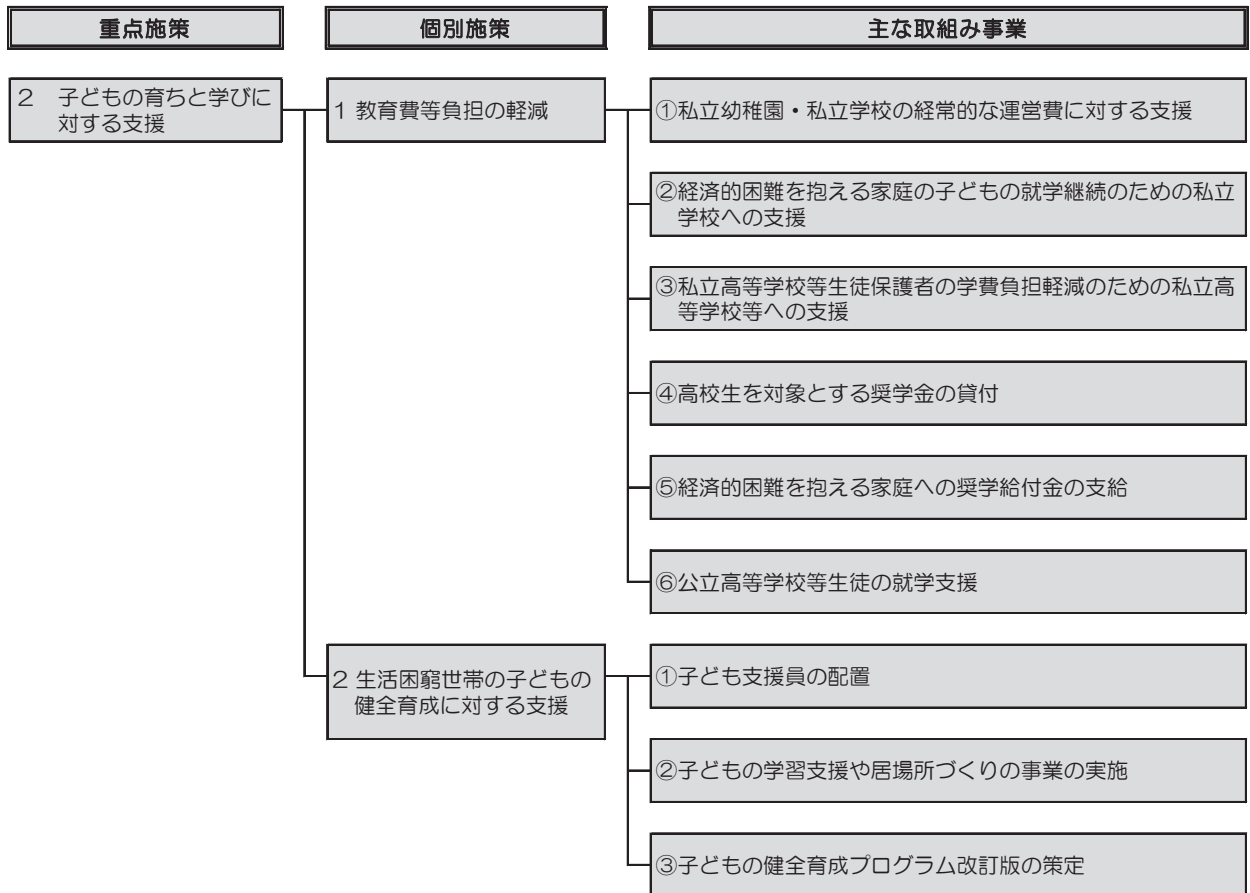 重点施策
個別施策
主な取組み事業
2 子どもの育ちと学びに
対する支援
1 教育費等負担の軽減
①私立幼稚園・私立学校の経常的な運営費に対する支援
②経済的困難を抱える家庭の子どもの就学継続のための私立
学校への支援
③私立高等学校等生徒保護者の学費負担軽減のための私立高
等学校等への支援
④高校生を対象とする奨学金の貸付
⑤経済的困難を抱える家庭への奨学給付金の支給
⑥公立高等学校等生徒の就学支援
2 生活困窮世帯の子どもの
健全育成に対する支援
①子ども支援員の配置
②子どもの学習支援や居場所づくりの事業の実施
③子どもの健全育成プログラム改訂版の策定